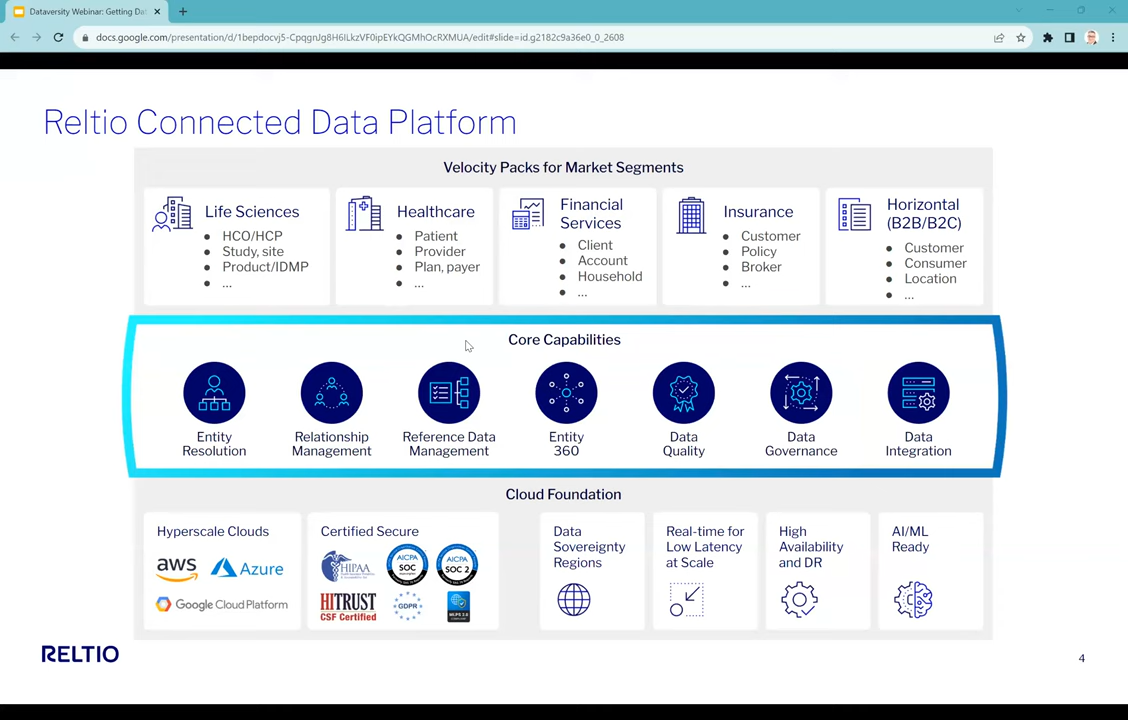 Dataversity Webinar: Getting Dat
docs.google.com/presentation/d/1bepdocvj5-CpqgnJg8H6ILkzVF0ipEYkQGMhOcRXMUA/edit#slide=id.g2182c9a36e0_0_2608
Reltio Connected Data Platform
Velocity Packs for Market Segments
Life Sciences
• HCO/HCP
• Study, site
• Product/IDMP
• ...
Healthcare
• Patient
• Provider
• Plan, payer
• ...
Financial
Services
• Client
• Account
• Household
• ...
Insurance
• Customer
• Policy
• Broker
• ...
Horizontal
(B2B/B2C)
• Customer
• Consumer
• Location
• ...
Core Capabilities
Entity
Resolution
Relationship
Management
Reference Data
Management
Entity
360
Data
Quality
Data
Governance
Data
Integration
Cloud Foundation
Hyperscale Clouds
aws
Azure
Google Cloud Platform
Certified Secure
HIPAA
AICPA
SOC
AICPA
SOC 2
HITRUST
CSF Certified
GDPR
Data
Sovereignty
Regions
Real-time for
Low Latency
at Scale
High
Availability
and DR
AI/ML
Ready
RELTIO
4